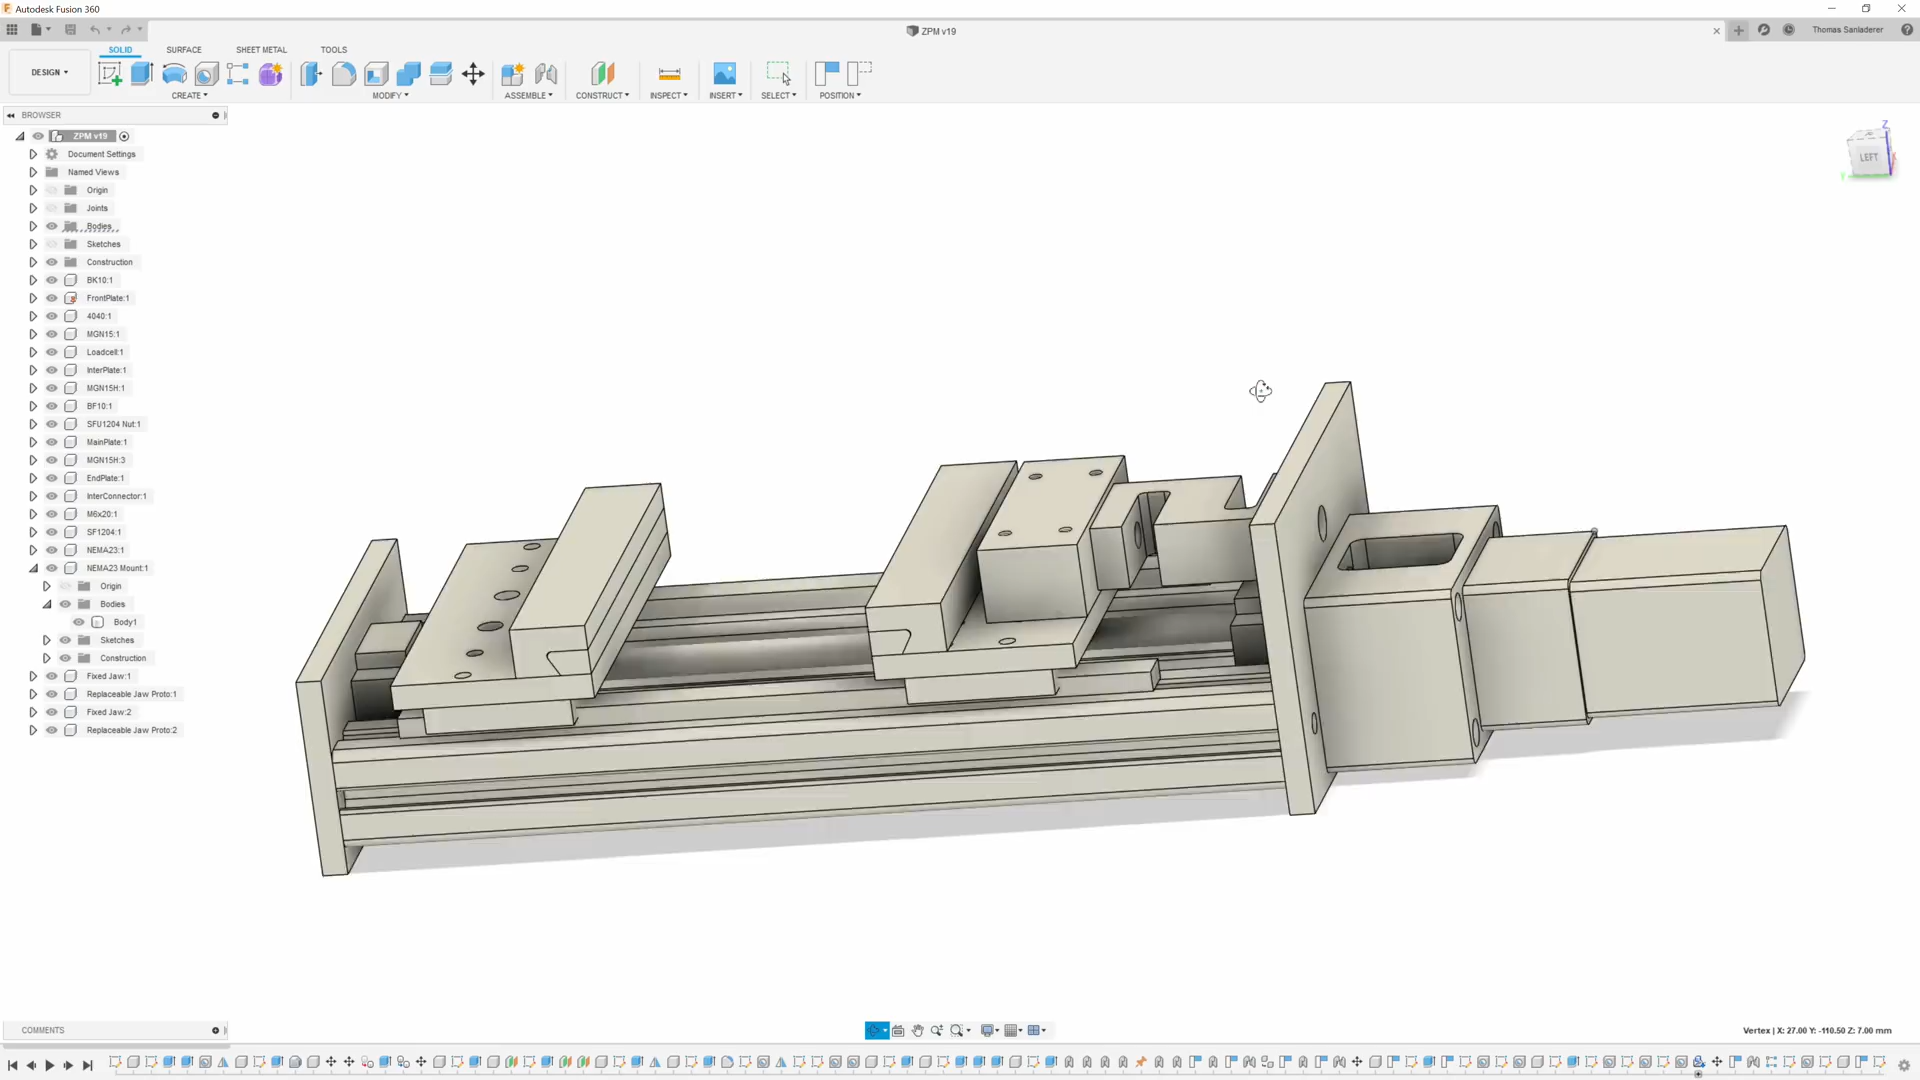 Autodesk Fusion 360
ZPM v19
Thomas Sanladerer
SOLID SURFACE SHEET METAL TOOLS
DESIGN
CREATE MODIFY ASSEMBLE CONSTRUCT INSPECT INSERT SELECT POSITION
BROWSER
ZPM v19
Document Settings
Named Views
Origin
Joints
Bodies
Sketches
Construction
BK10:1
FrontPlate:1
4040:1
MGN15:1
Loadcell:1
InterPlate:1
MGN15H:1
BF10:1
SFU1204 Nut:1
MainPlate:1
MGN15H:3
EndPlate:1
InterConnector:1
M6x20:1
SF1204:1
NEMA23:1
NEMA23 Mount:1
Origin
Bodies
Body1
Sketches
Construction
Fixed Jaw:1
Replaceable Jaw Proto:1
Fixed Jaw:2
Replaceable Jaw Proto:2
Z
LEFT
COMMENTS
Vertex | X: 27.00 Y: -110.50 Z: 7.00 mm